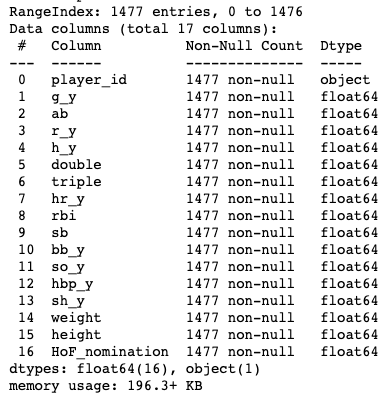 RangeIndex: 1477 entries, 0 to 1476
Data columns (total 17 columns):
 #   Column          Non-Null Count  Dtype
---  ------          --------------  -----
 0   player_id       1477 non-null   object
 1   g_y             1477 non-null   float64
 2   ab              1477 non-null   float64
 3   r_y             1477 non-null   float64
 4   h_y             1477 non-null   float64
 5   double          1477 non-null   float64
 6   triple          1477 non-null   float64
 7   hr_y            1477 non-null   float64
 8   rbi             1477 non-null   float64
 9   sb              1477 non-null   float64
 10  bb_y            1477 non-null   float64
 11  so_y            1477 non-null   float64
 12  hbp_y           1477 non-null   float64
 13  sh_y            1477 non-null   float64
 14  weight          1477 non-null   float64
 15  height          1477 non-null   float64
 16  HoF_nomination  1477 non-null   float64
dtypes: float64(16), object(1)
memory usage: 196.3+ KB